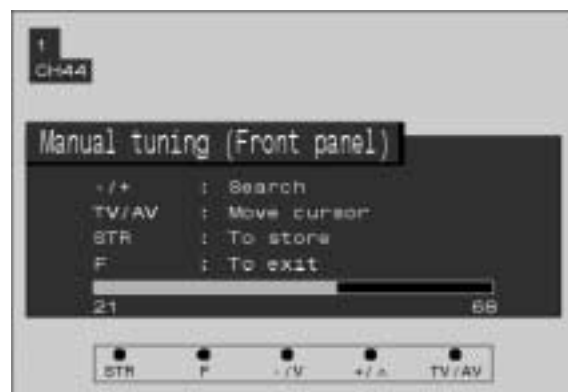 1
CH44
Manual tuning (Front panel)
-/+ : Search
TV/AV : Move cursor
STR : To store
F : To exit
21 68
STR F -/V +/^ TV/AV